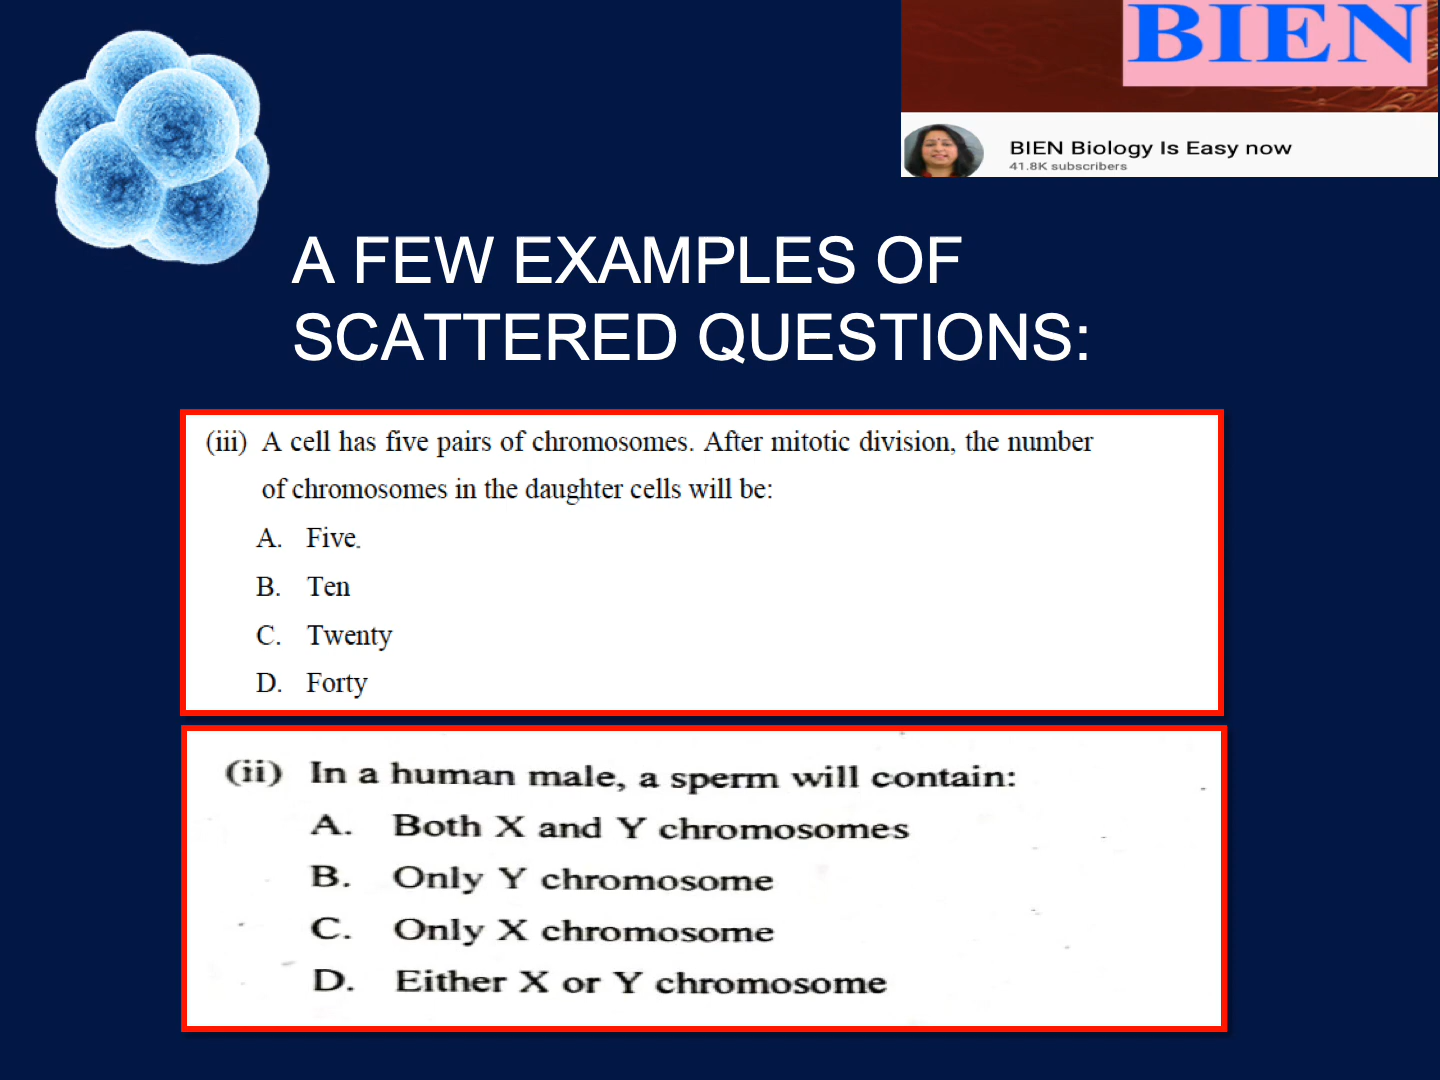 BIEN
BIEN Biology Is Easy now
41.8K subscribers
A FEW EXAMPLES OF
SCATTERED QUESTIONS:
(iii) A cell has five pairs of chromosomes. After mitotic division, the number
of chromosomes in the daughter cells will be:
A. Five.
B. Ten
C. Twenty
D. Forty
(ii) In a human male, a sperm will contain:
A. Both X and Y chromosomes
B. Only Y chromosome
C. Only X chromosome
D. Either X or Y chromosome